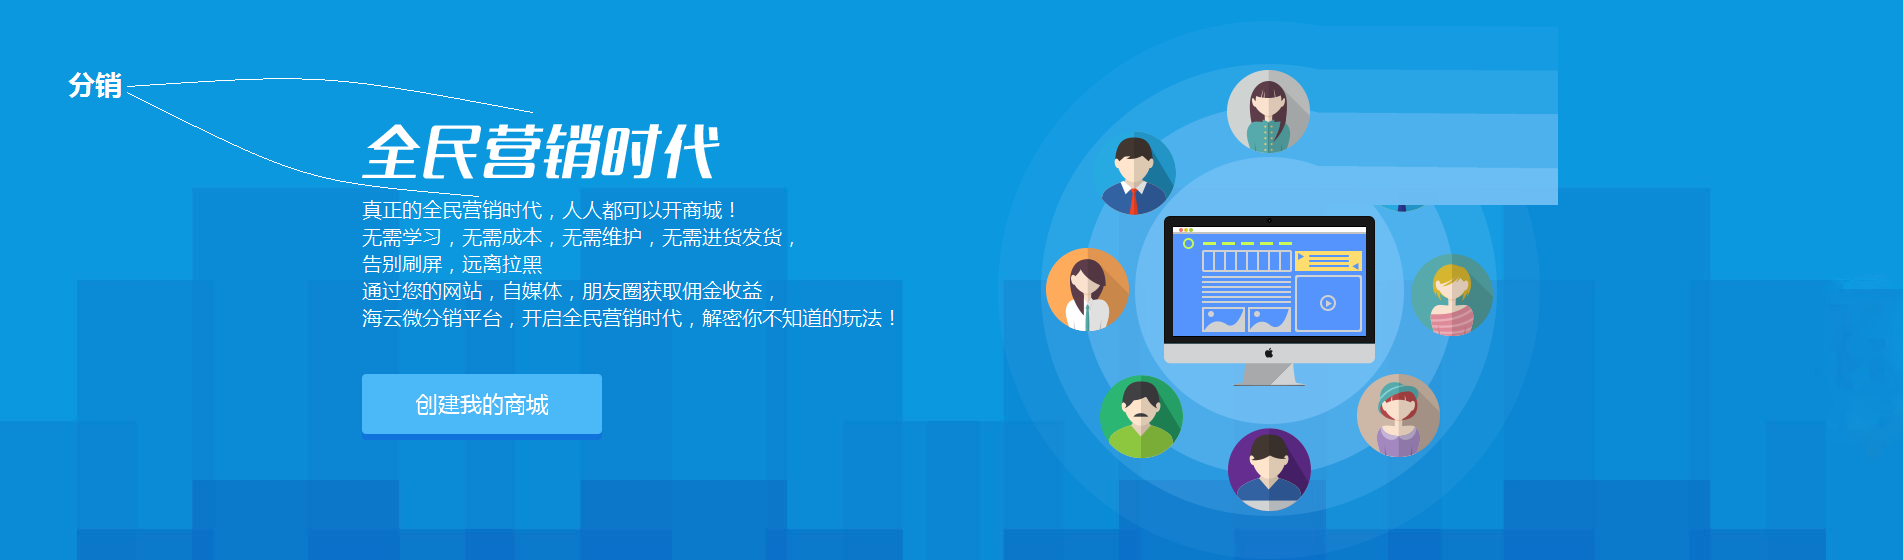 分销
全民营销时代
真正的全民营销时代，人人都可以开商城！
无需学习，无需成本，无需维护，无需进货发货，
告别刷屏，远离拉黑
通过您的网站，自媒体，朋友圈获取佣金收益，
海云微分销平台，开启全民营销时代，解密你不知道的玩法！
创建我的商城